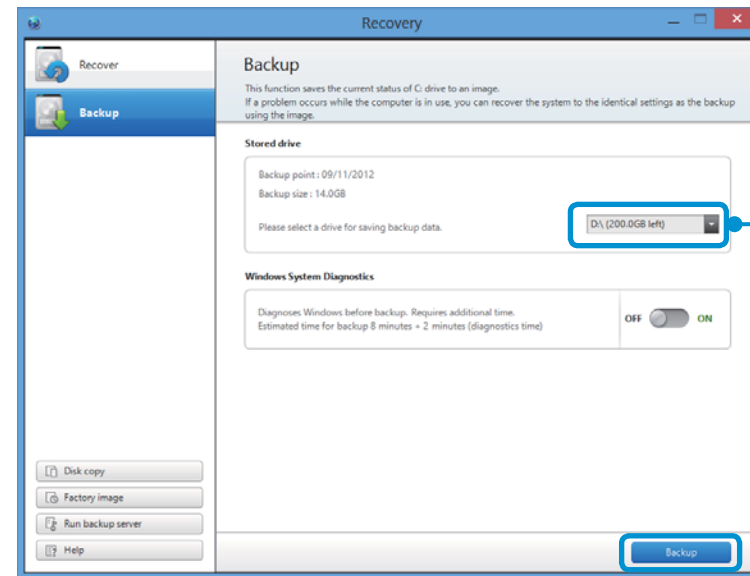 Recovery
Recover
Backup
Backup
This function saves the current status of C: drive to an image.
If a problem occurs while the computer is in use, you can recover the system to the identical settings as the backup
using the image.
Stored drive
Backup point : 09/11/2012
Backup size : 14.0GB
Please select a drive for saving backup data.
D:\ (200.0GB left)
Windows System Diagnostics
Diagnoses Windows before backup. Requires additional time.
Estimated time for backup 8 minutes + 2 minutes (diagnostics time)
OFF ON
Disk copy
Factory image
Run backup server
Help
Backup